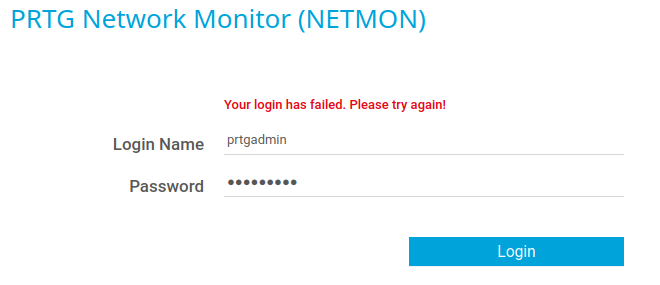 PRTG Network Monitor (NETMON)
Your login has failed. Please try again!
Login Name prtgadmin
Password •••••••••
Login